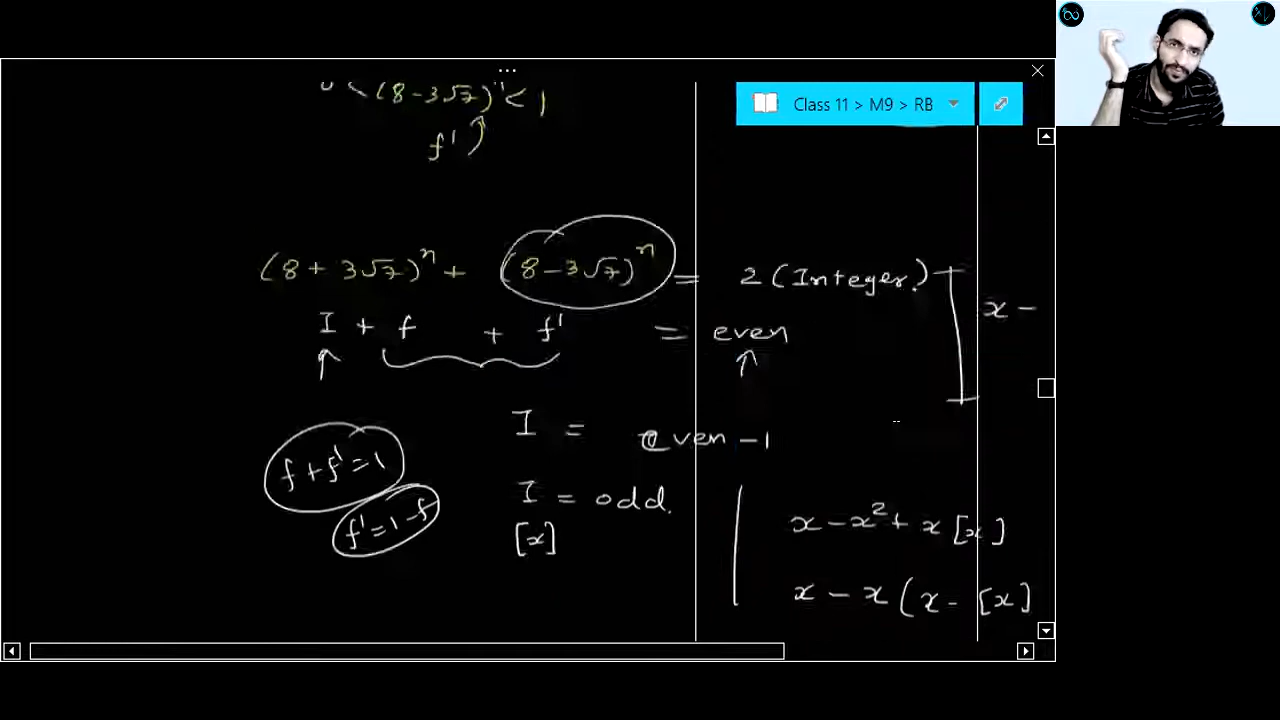 0 < (8 - 3√7)ⁿ < 1
f'
Class 11 > M9 > RB
(8 + 3√7)ⁿ + (8 - 3√7)ⁿ = 2 (Integer)
x -
I + f + f' = even
I = even - 1
f + f' = 1
f' = 1 - f
I = odd.
[x]
x - x² + x [x]
x - x (x - [x]